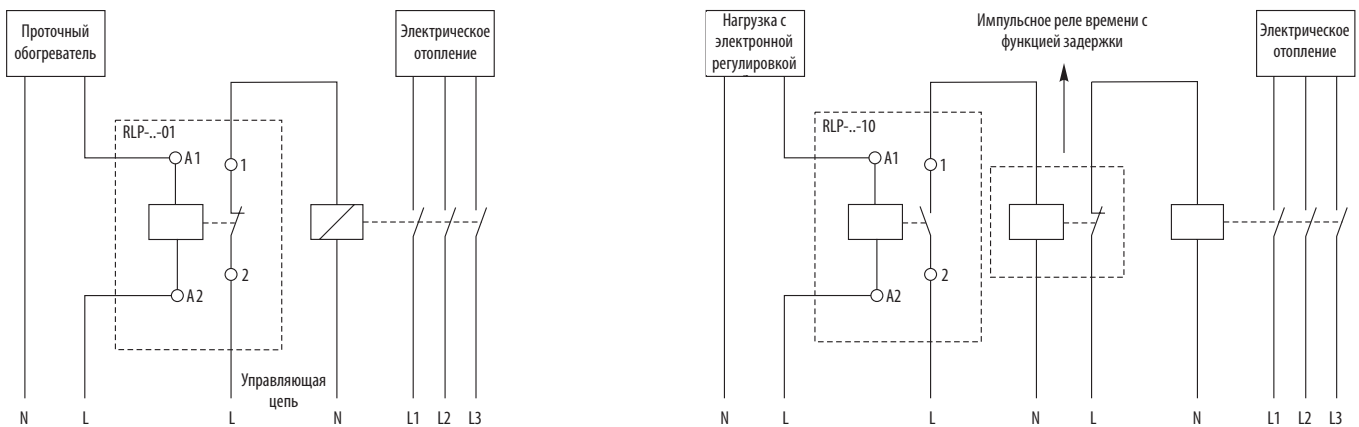 Проточный
обогреватель
Электрическое
отопление
RLP-..-01
A1
1
2
A2
Управляющая
цепь
N
L
L
N
L1
L2
L3
Нагрузка с
электронной
регулировкой
Импульсное реле времени с
функцией задержки
Электрическое
отопление
RLP-..-10
A1
1
2
A2
N
L
L
N
L
N
L1
L2
L3